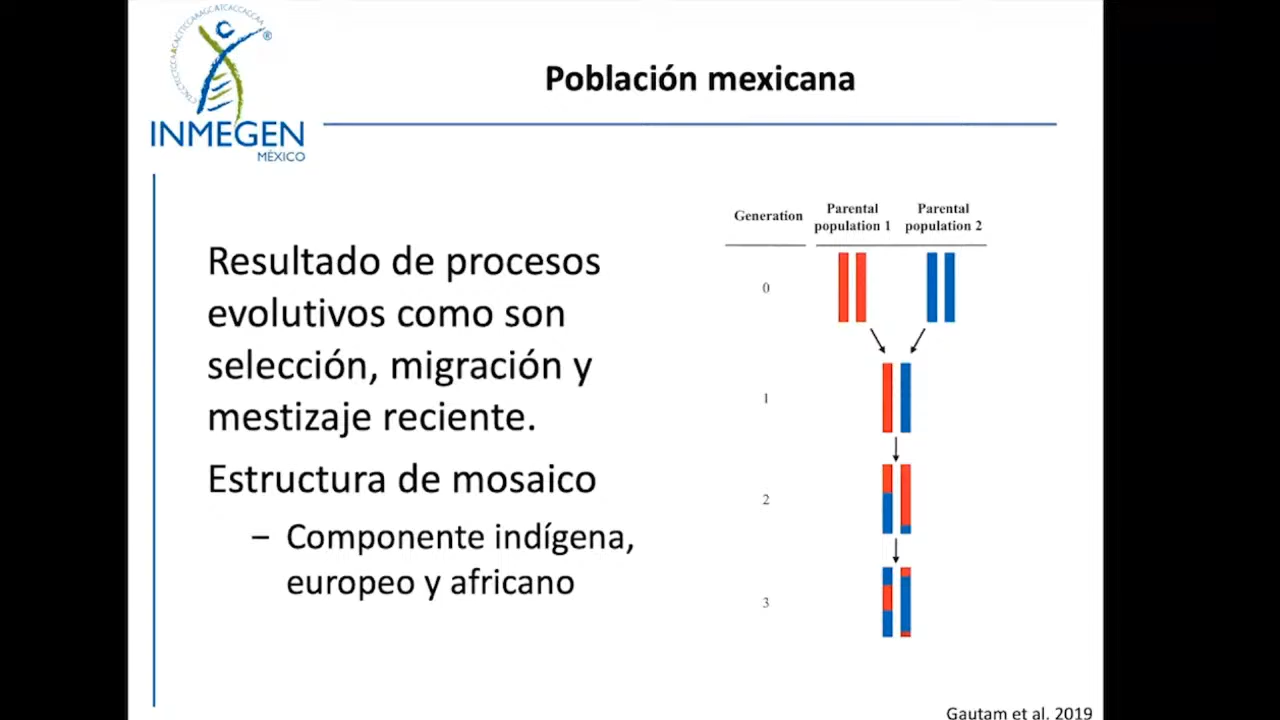 INMEGEN
MÉXICO
®
Población mexicana
Resultado de procesos
evolutivos como son
selección, migración y
mestizaje reciente.
Estructura de mosaico
– Componente indígena,
europeo y africano
Generation
Parental
population 1
Parental
population 2
0
1
2
3
Gautam et al. 2019